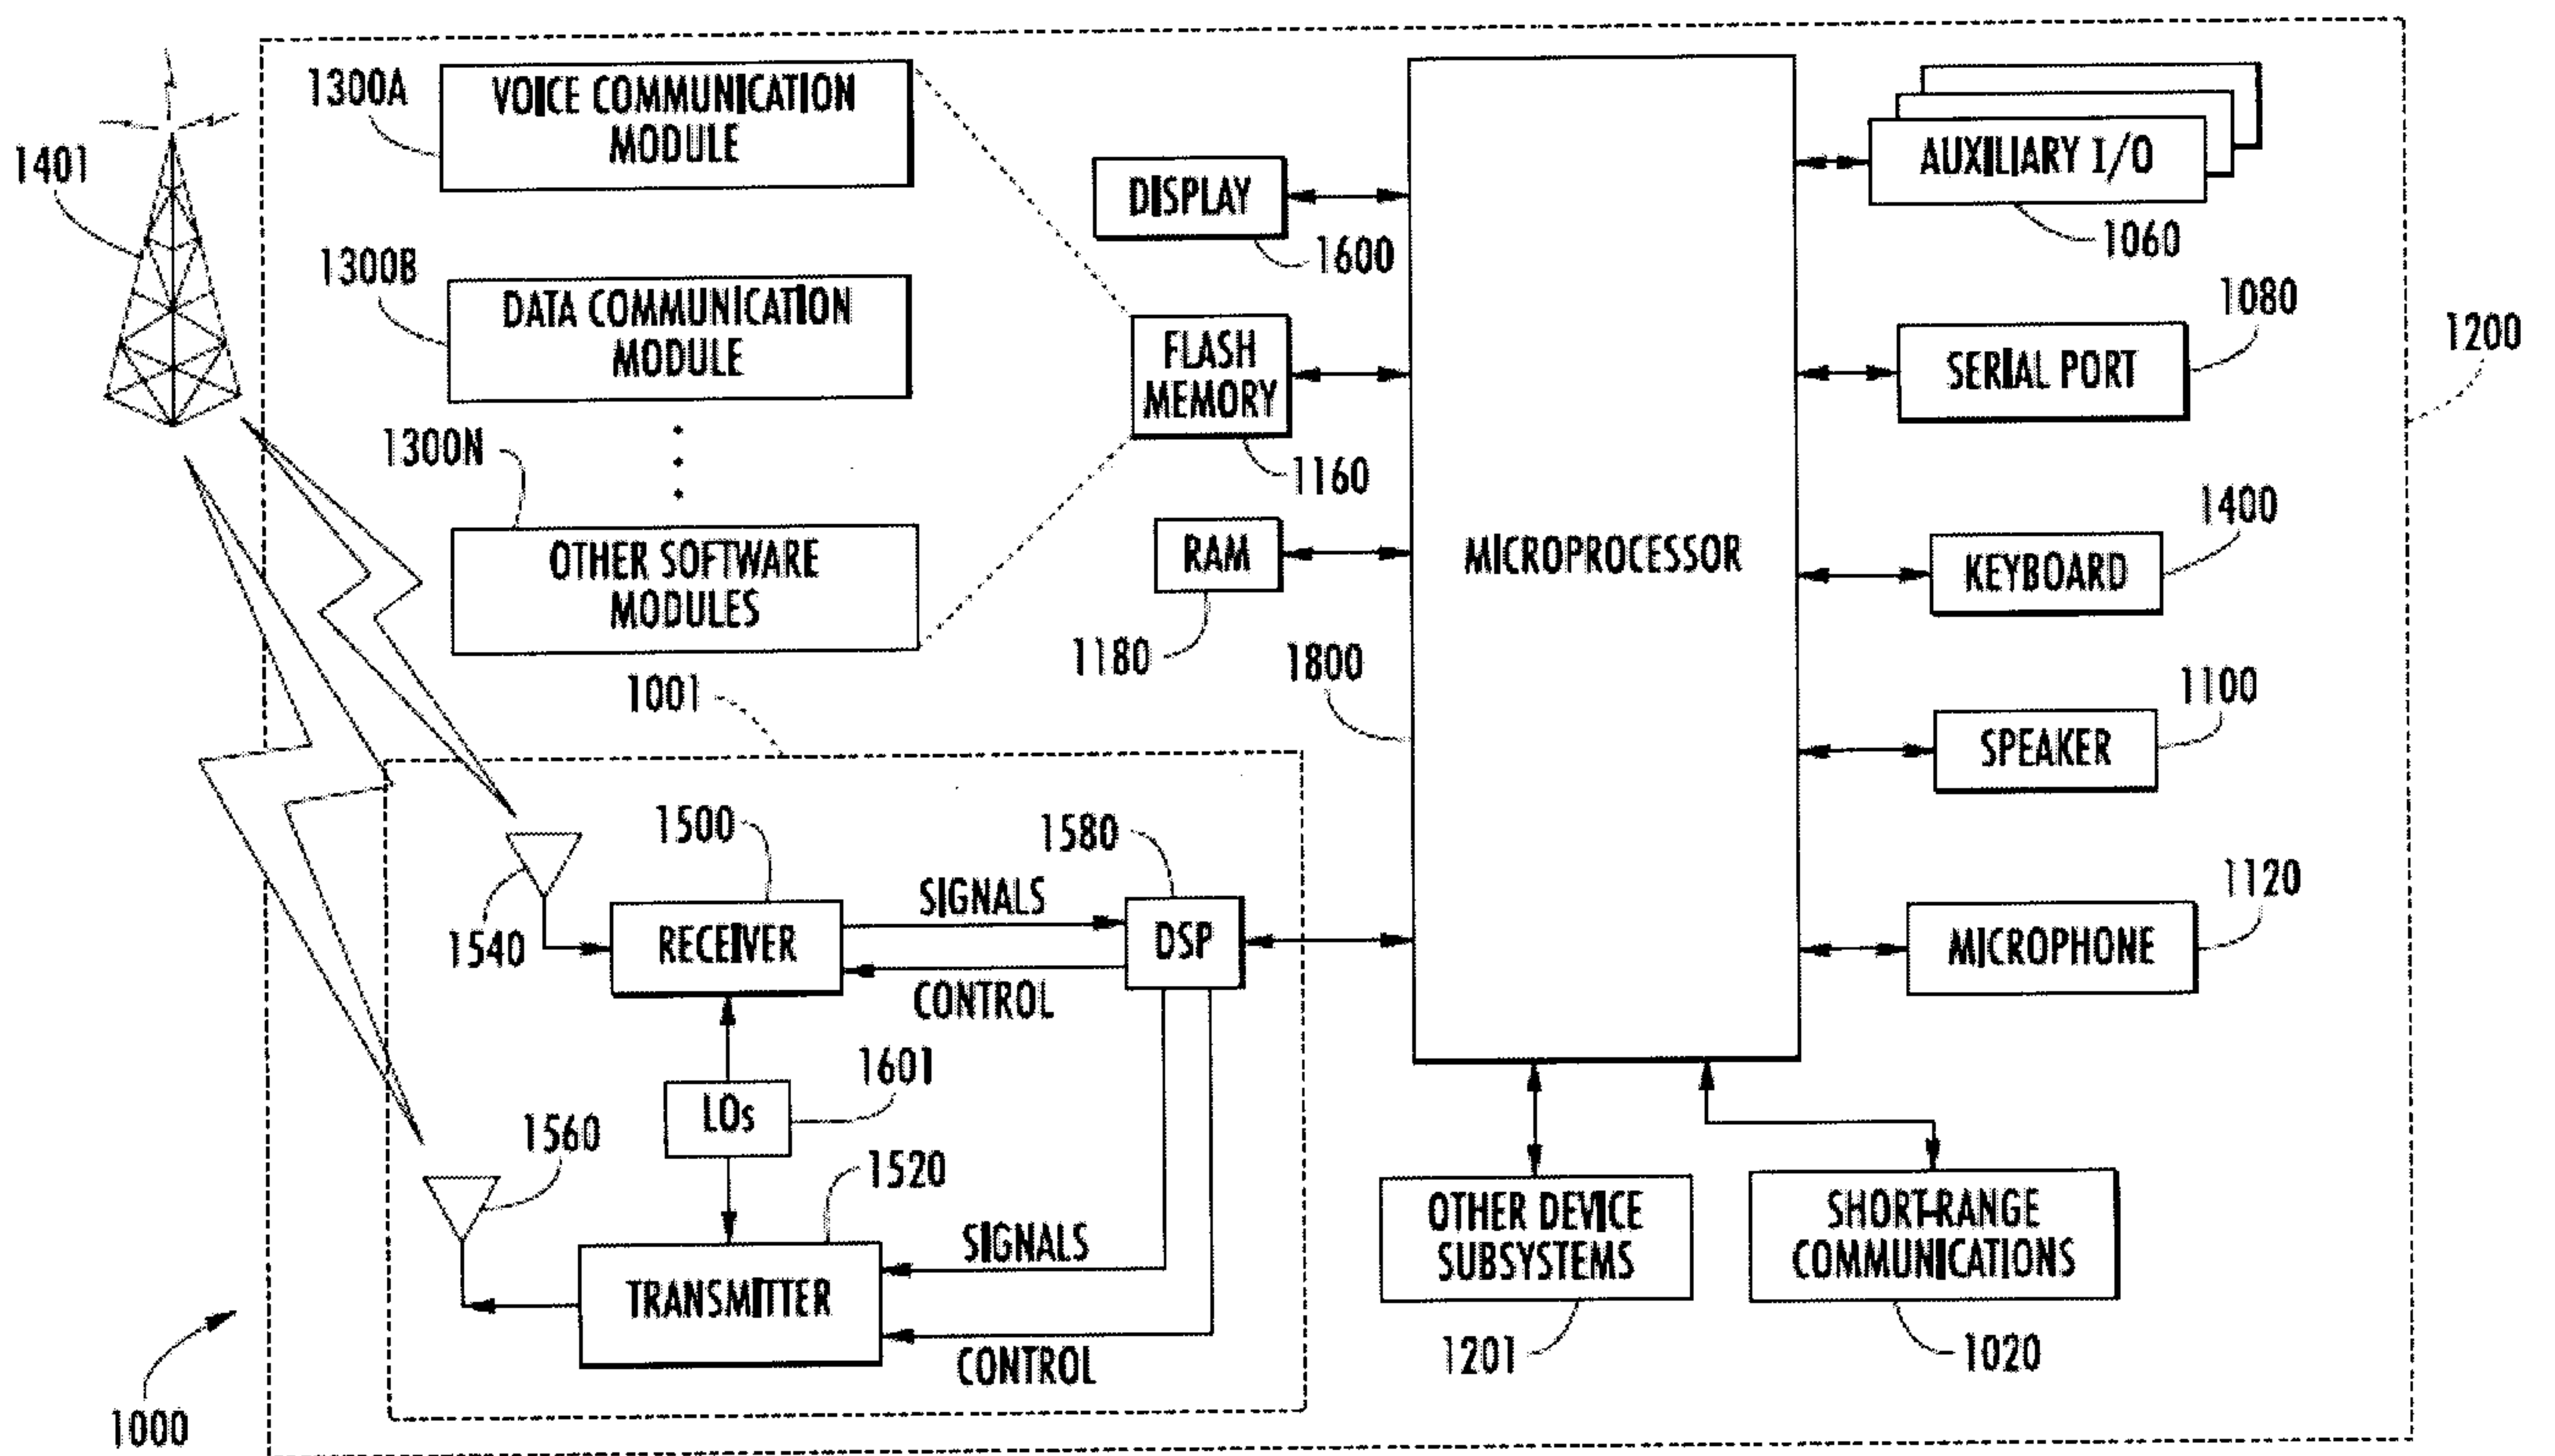 1401
1300A
VOICE COMMUNICATION
MODULE
1300B
DATA COMMUNICATION
MODULE
1300N
OTHER SOFTWARE
MODULES
DISPLAY
1600
FLASH
MEMORY
1160
RAM
1180
1800
MICROPROCESSOR
AUXILIARY I/O
1060
1080
SERIAL PORT
1200
1400
KEYBOARD
1100
SPEAKER
1120
MICROPHONE
1001
1500
1580
1540
RECEIVER
SIGNALS
DSP
CONTROL
1601
LOs
1560
1520
SIGNALS
TRANSMITTER
CONTROL
OTHER DEVICE
SUBSYSTEMS
1201
SHORT-RANGE
COMMUNICATIONS
1020
1000